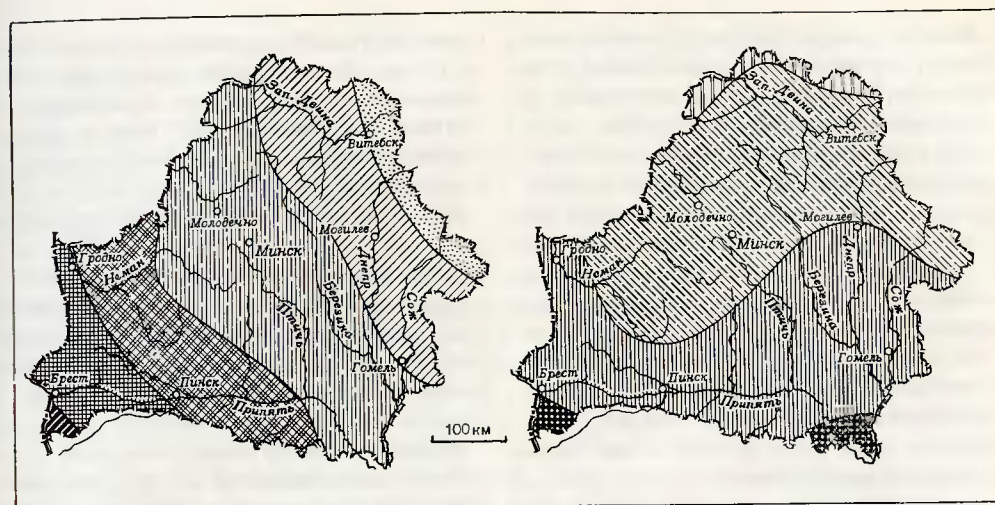 Зап. Двина
Витебск
Молодечно
Минск
Могилев
Днепр
Гродно
Неман
Березина
Сож
Птичь
Гомель
Брест
Пинск
Припять
100 км
Зап. Двина
Витебск
Молодечно
Минск
Могилев
Днепр
Гродно
Неман
Березина
Сож
Птичь
Гомель
Брест
Пинск
Припять